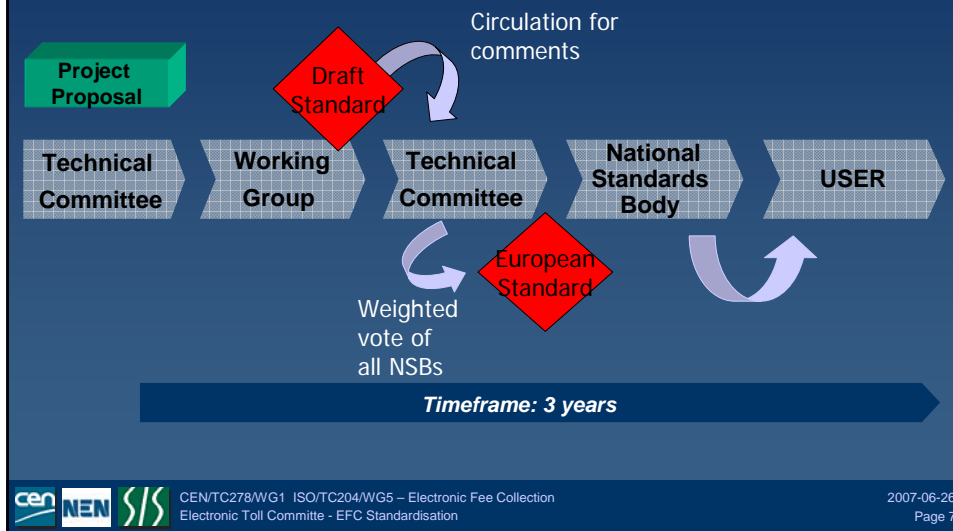 Circulation for
comments
Project
Proposal
Draft
Standard
Technical
Committee
Working
Group
Technical
Committee
National
Standards
Body
USER
European
Standard
Weighted
vote of
all NSBs
Timeframe: 3 years
cen
NEN
SIS
CEN/TC278/WG1 ISO/TC204/WG5 – Electronic Fee Collection
Electronic Toll Committe - EFC Standardisation
2007-06-26
Page 7